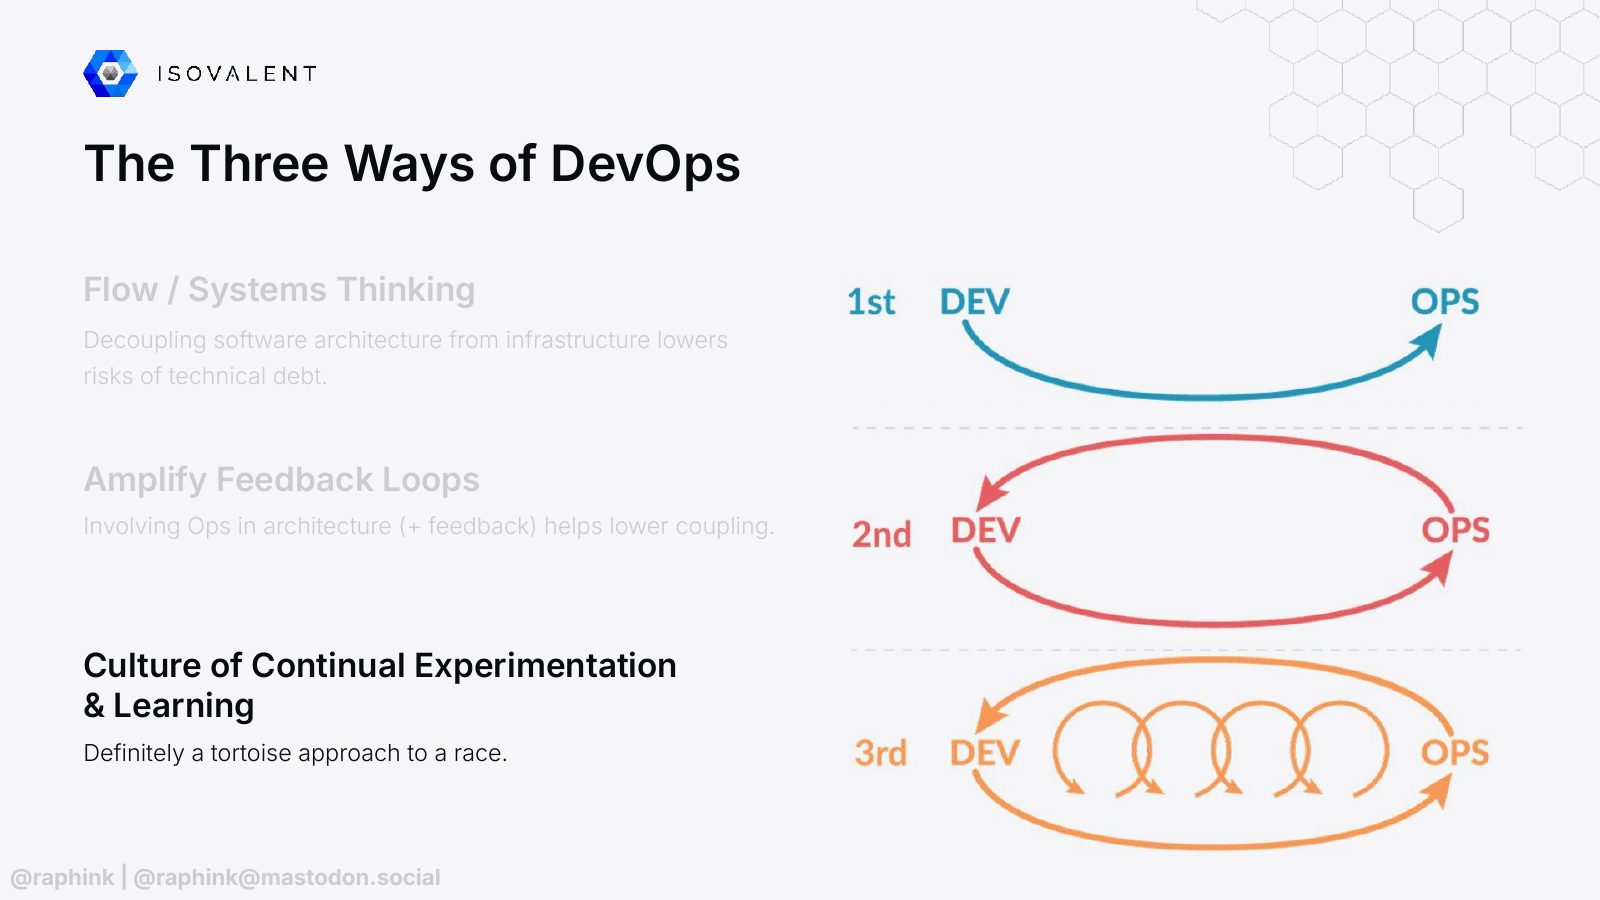 ISOVALENT
The Three Ways of DevOps
Flow / Systems Thinking
Decoupling software architecture from infrastructure lowers
risks of technical debt.
Amplify Feedback Loops
Involving Ops in architecture (+ feedback) helps lower coupling.
Culture of Continual Experimentation
& Learning
Definitely a tortoise approach to a race.
1st DEV OPS
2nd DEV OPS
3rd DEV OPS
@raphink | @raphink@mastodon.social